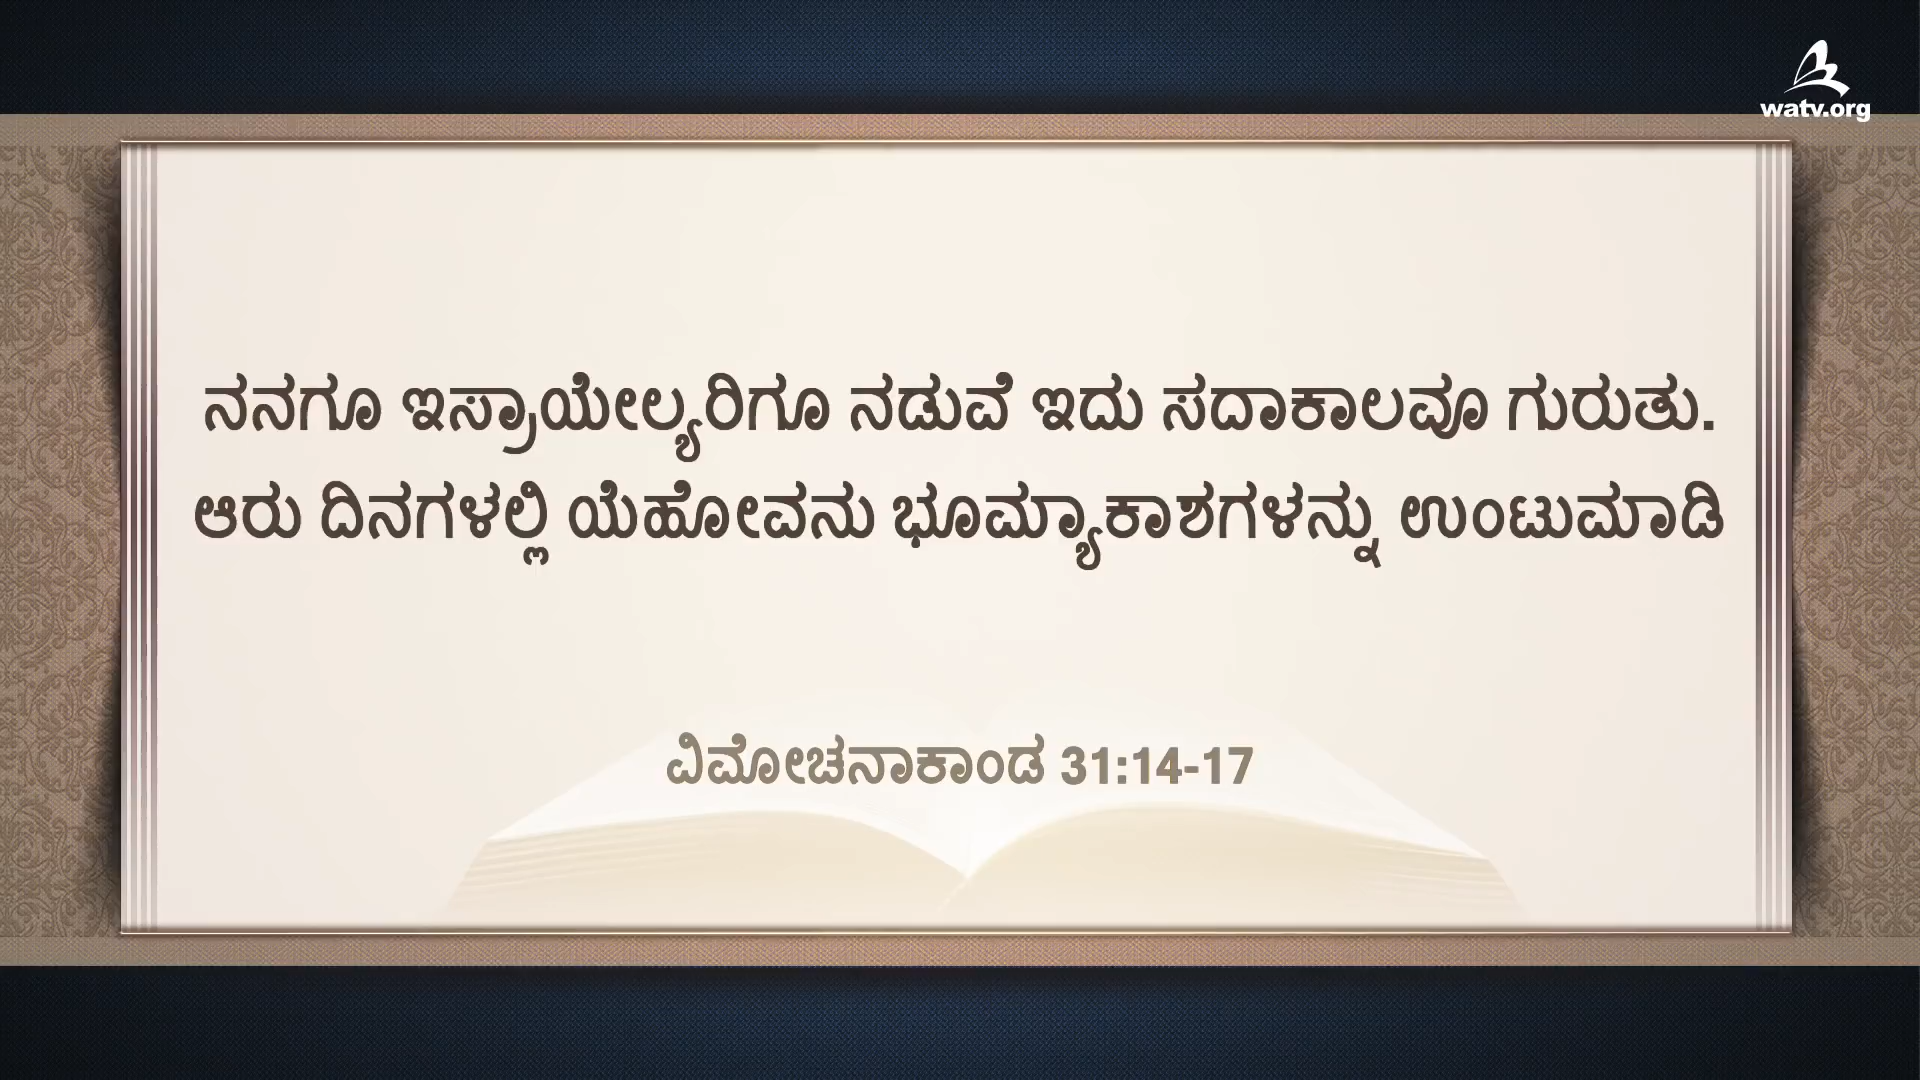 watv.org
ನನಗೂ ಇಸ್ರಾಯೇಲ್ಯರಿಗೂ ನಡುವೆ ಇದು ಸದಾಕಾಲವೂ ಗುರುತು.
ಆರು ದಿನಗಳಲ್ಲಿ ಯೆಹೋವನು ಭೂಮ್ಯಾಕಾಶಗಳನ್ನು ಉಂಟುಮಾಡಿ
ವಿಮೋಚನಾಕಾಂಡ 31:14-17